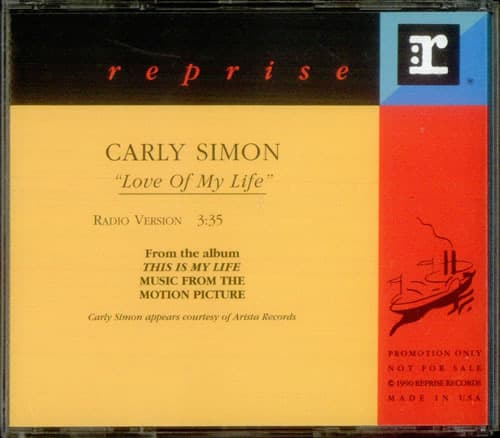 reprise
r
CARLY SIMON
"Love Of My Life"
RADIO VERSION 3:35
From the album
THIS IS MY LIFE
MUSIC FROM THE
MOTION PICTURE
Carly Simon appears courtesy of Arista Records
PROMOTION ONLY
NOT FOR SALE
© 1990 REPRISE RECORDS
MADE IN USA